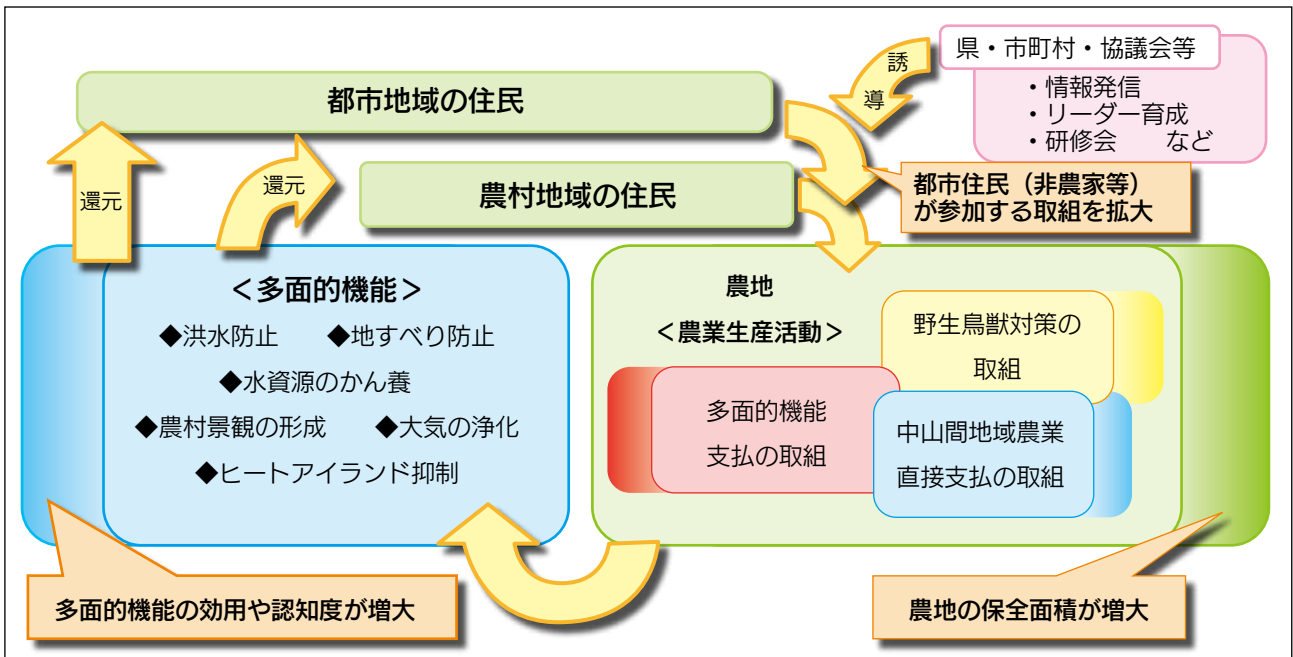 県・市町村・協議会等
・情報発信
・リーダー育成
・研修会　など
誘導
都市地域の住民
農村地域の住民
還元
還元
都市住民（非農家等）
が参加する取組を拡大
＜多面的機能＞
◆洪水防止　◆地すべり防止
◆水資源のかん養
◆農村景観の形成　◆大気の浄化
◆ヒートアイランド抑制
農地
＜農業生産活動＞
野生鳥獣対策の
取組
多面的機能
支払の取組
中山間地域農業
直接支払の取組
多面的機能の効用や認知度が増大
農地の保全面積が増大